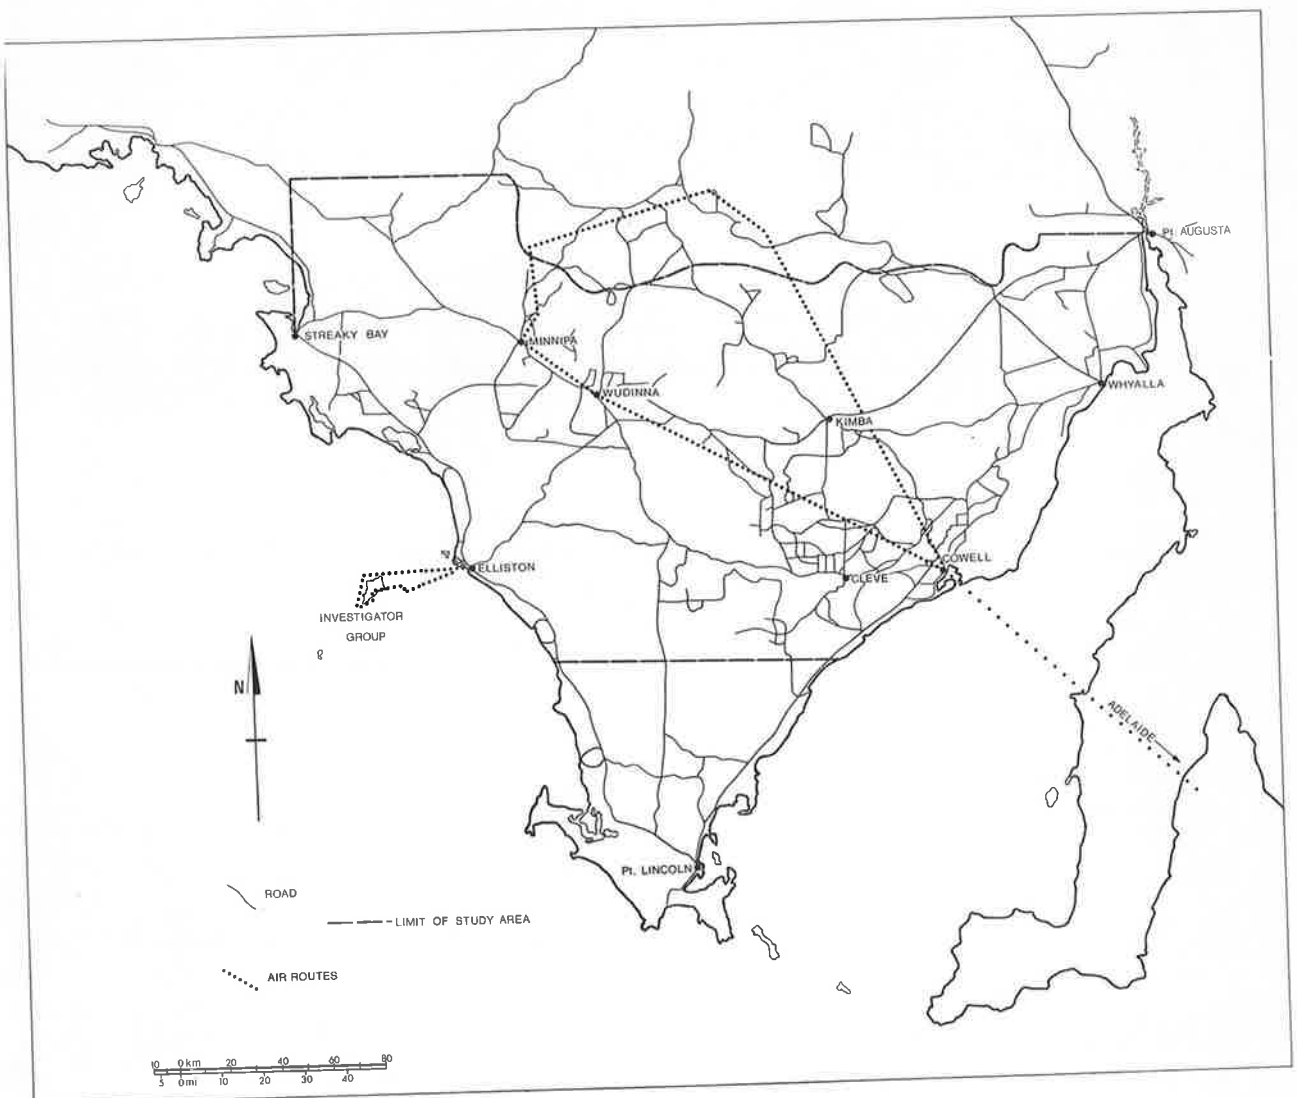 Pt. AUGUSTA
STREAKY BAY
MINNIPA
WUDINNA
WHYALLA
KIMBA
COWELL
ELLISTON
CLEVE
INVESTIGATOR
GROUP
N
ADELAIDE
Pt. LINCOLN
ROAD
LIMIT OF STUDY AREA
AIR ROUTES
10 0 km 20 40 60 80
5 0 mi 10 20 30 40